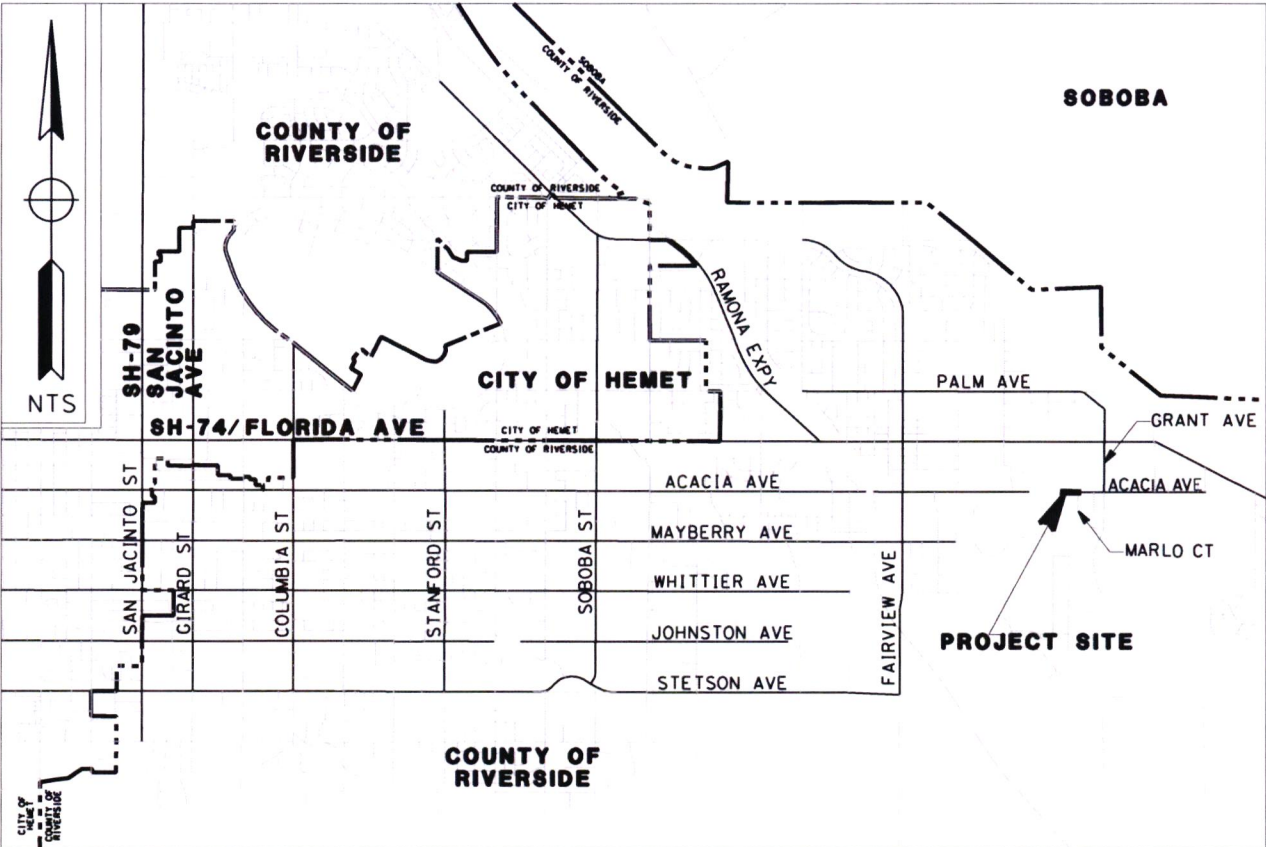 SOBOBA
COUNTY OF RIVERSIDE
SOBOBA
COUNTY OF
RIVERSIDE
COUNTY OF RIVERSIDE
CITY OF HEMET
NTS
SH-79
SAN
JACINTO
AVE
RAMONA EXPY
CITY OF HEMET
PALM AVE
GRANT AVE
SH-74/FLORIDA AVE
CITY OF HEMET
COUNTY OF RIVERSIDE
ACACIA AVE
ACACIA AVE
MAYBERRY AVE
MARLO CT
WHITTIER AVE
SAN JACINTO ST
GIRARD ST
COLUMBIA ST
STANFORD ST
SOBOBA ST
FAIRVIEW AVE
JOHNSTON AVE
PROJECT SITE
STETSON AVE
COUNTY OF
RIVERSIDE
CITY OF
HEMET
COUNTY OF
RIVERSIDE